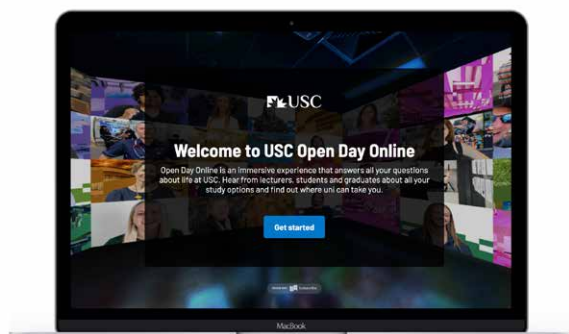 USC
Welcome to USC Open Day Online
Open Day Online is an immersive experience that answers all your questions
about life at USC. Hear from lecturers, students and graduates about all your
study options and find out where uni can take you.
Get started
MacBook